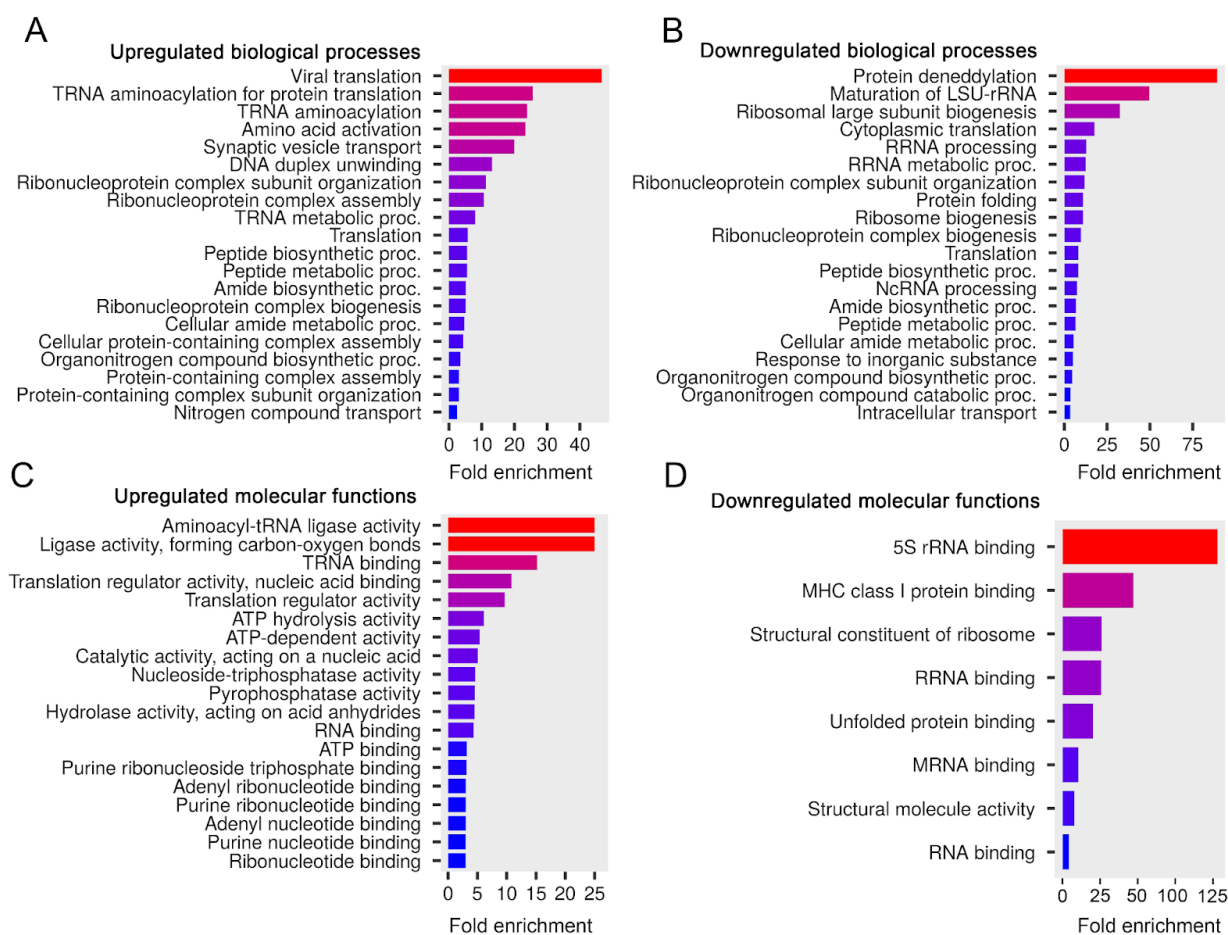 A
Upregulated biological processes
Viral translation
TRNA aminoacylation for protein translation
TRNA aminoacylation
Amino acid activation
Synaptic vesicle transport
DNA duplex unwinding
Ribonucleoprotein complex subunit organization
Ribonucleoprotein complex assembly
TRNA metabolic proc.
Translation
Peptide biosynthetic proc.
Peptide metabolic proc.
Amide biosynthetic proc.
Ribonucleoprotein complex biogenesis
Cellular amide metabolic proc.
Cellular protein-containing complex assembly
Organonitrogen compound biosynthetic proc.
Protein-containing complex assembly
Protein-containing complex subunit organization
Nitrogen compound transport
0 10 20 30 40
Fold enrichment
B
Downregulated biological processes
Protein deneddylation
Maturation of LSU-rRNA
Ribosomal large subunit biogenesis
Cytoplasmic translation
RRNA processing
RRNA metabolic proc.
Ribonucleoprotein complex subunit organization
Protein folding
Ribosome biogenesis
Ribonucleoprotein complex biogenesis
Translation
Peptide biosynthetic proc.
NcRNA processing
Amide biosynthetic proc.
Peptide metabolic proc.
Cellular amide metabolic proc.
Response to inorganic substance
Organonitrogen compound biosynthetic proc.
Organonitrogen compound catabolic proc.
Intracellular transport
0 25 50 75
Fold enrichment
C
Upregulated molecular functions
Aminoacyl-tRNA ligase activity
Ligase activity, forming carbon-oxygen bonds
TRNA binding
Translation regulator activity, nucleic acid binding
Translation regulator activity
ATP hydrolysis activity
ATP-dependent activity
Catalytic activity, acting on a nucleic acid
Nucleoside-triphosphatase activity
Pyrophosphatase activity
Hydrolase activity, acting on acid anhydrides
RNA binding
ATP binding
Purine ribonucleoside triphosphate binding
Adenyl ribonucleotide binding
Purine ribonucleotide binding
Adenyl nucleotide binding
Purine nucleotide binding
Ribonucleotide binding
0 5 10 15 20 25
Fold enrichment
D
Downregulated molecular functions
5S rRNA binding
MHC class I protein binding
Structural constituent of ribosome
RRNA binding
Unfolded protein binding
MRNA binding
Structural molecule activity
RNA binding
0 25 50 75 100 125
Fold enrichment